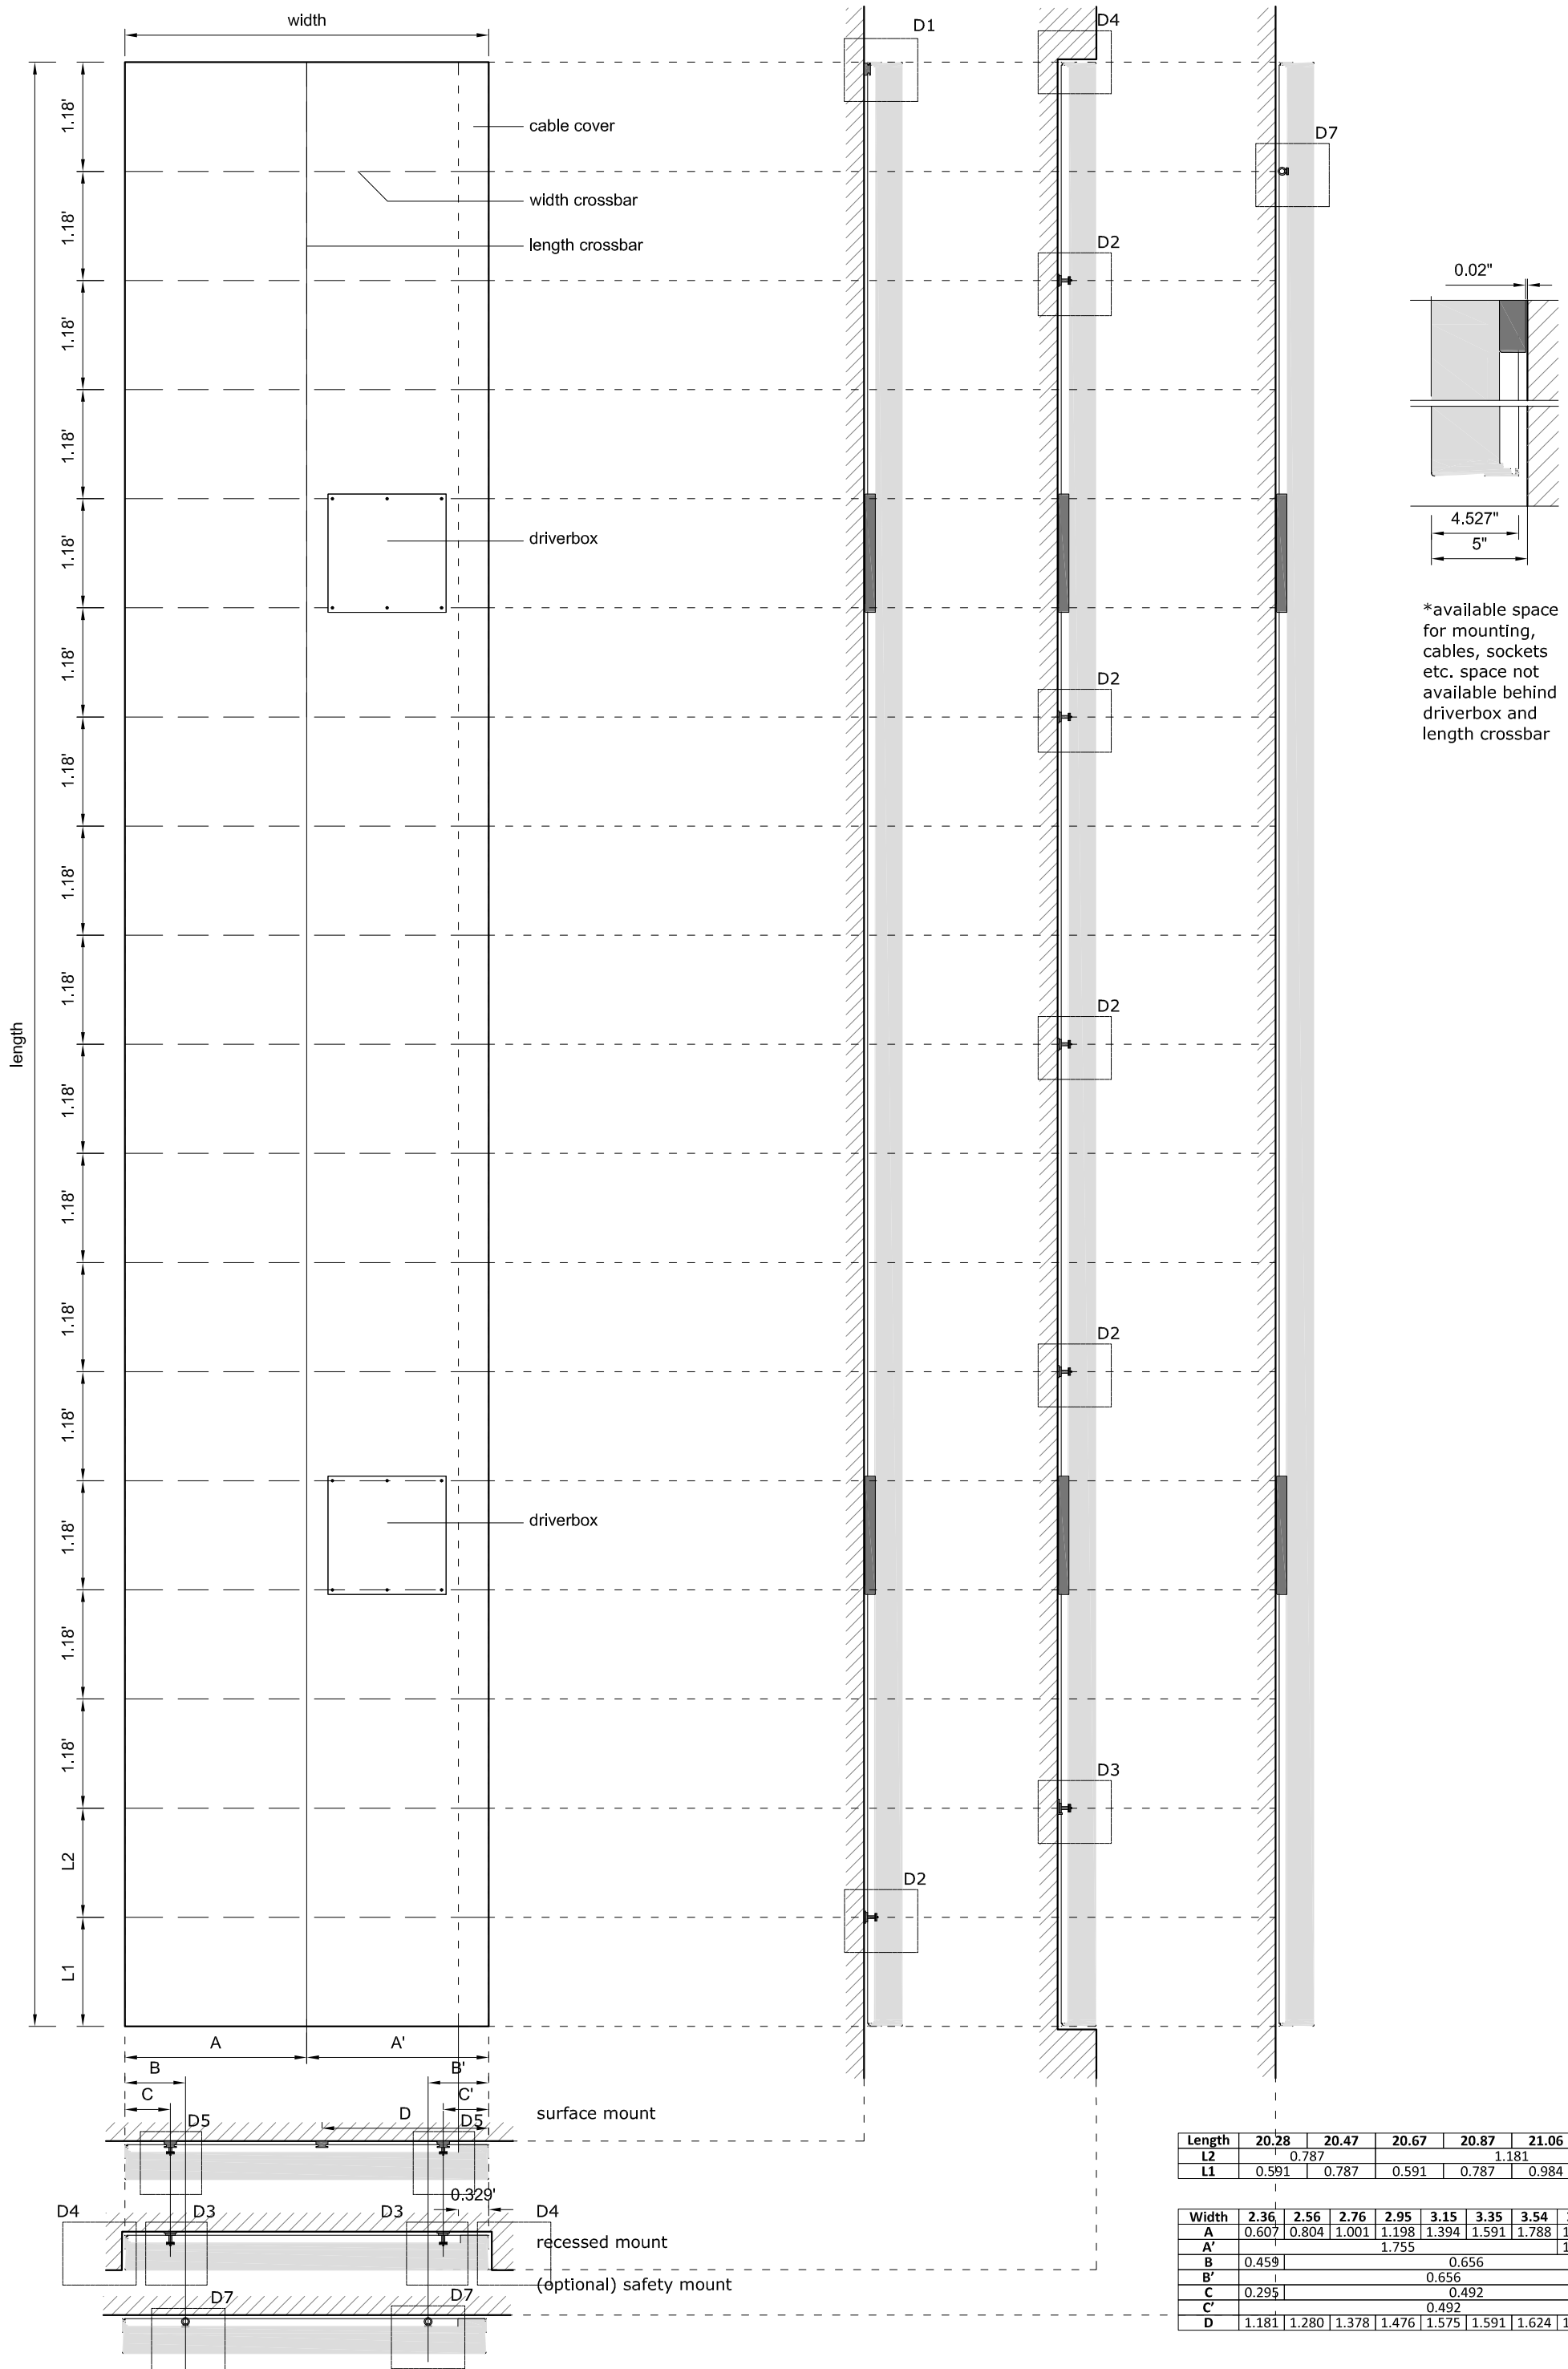 width
D1
D4
1.18'
cable cover
D7
1.18'
width crossbar
length crossbar
D2
1.18'
0.02"
1.18'
1.18'
driverbox
4.527"
5"
*available space
for mounting,
cables, sockets
etc. space not
available behind
driverbox and
length crossbar
1.18'
D2
1.18'
1.18'
1.18'
length
D2
1.18'
1.18'
1.18'
D2
1.18'
1.18'
driverbox
1.18'
1.18'
D3
L2
D2
L1
A A'
B B'
C C'
D5 D D5
surface mount
0.329'
D4 D3 D3 D4
recessed mount
(optional) safety mount
D7 D7
Length 20.28 20.47 20.67 20.87 21.06
L2 0.787 1.181
L1 0.591 0.787 0.591 0.787 0.984
Width 2.36 2.56 2.76 2.95 3.15 3.35 3.54
A 0.607 0.804 1.001 1.198 1.394 1.591 1.788
A' 1.755
B 0.459 0.656
B' 0.656
C 0.295 0.492
C' 0.492
D 1.181 1.280 1.378 1.476 1.575 1.591 1.624